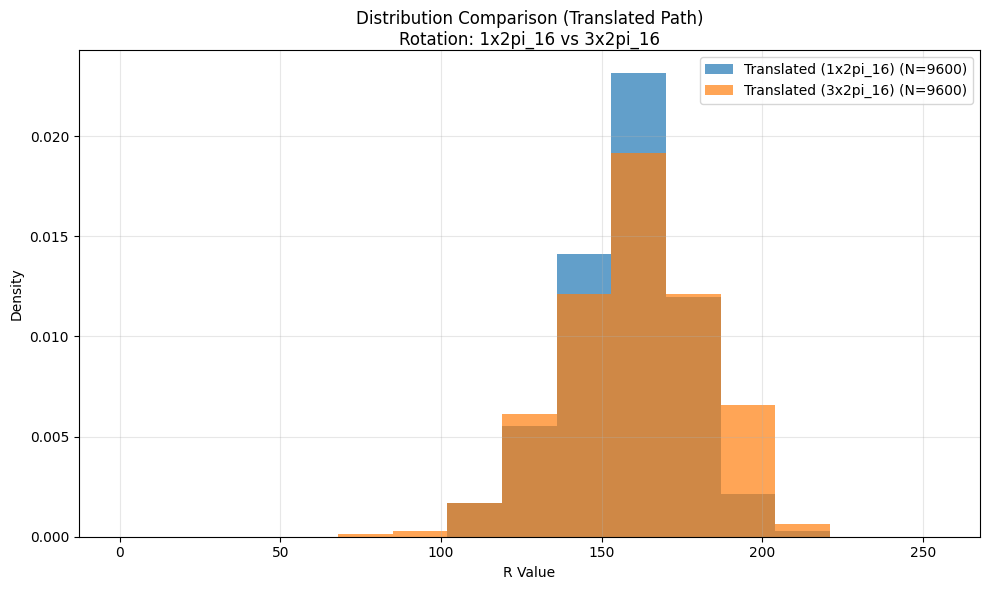 Distribution Comparison (Translated Path)
Rotation: 1x2pi_16 vs 3x2pi_16
Translated (1x2pi_16) (N=9600)
Translated (3x2pi_16) (N=9600)
Density
0.020
0.015
0.010
0.005
0.000
0 50 100 150 200 250
R Value